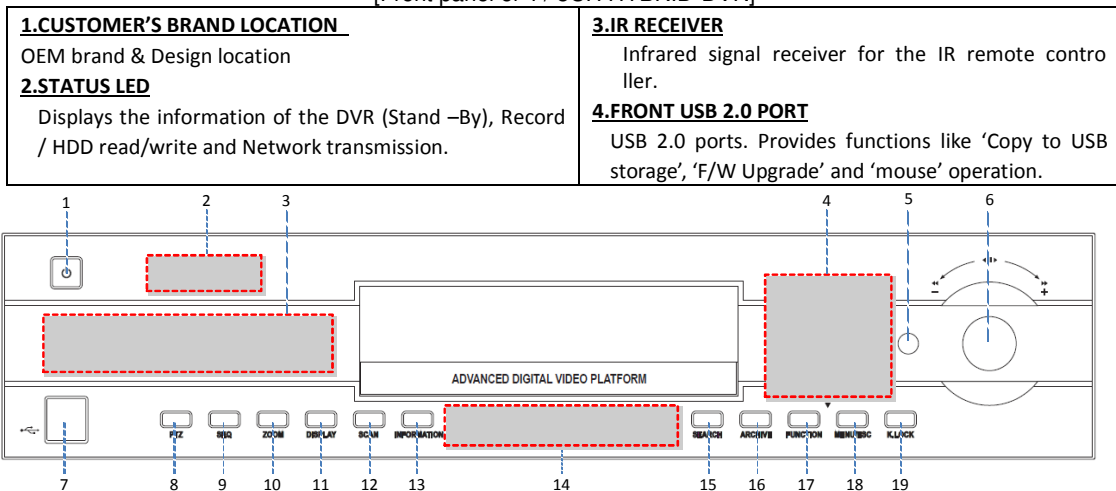 1.CUSTOMER'S BRAND LOCATION
OEM brand & Design location
2.STATUS LED
Displays the information of the DVR (Stand –By), Record
/ HDD read/write and Network transmission.
3.IR RECEIVER
Infrared signal receiver for the IR remote contro
ller.
4.FRONT USB 2.0 PORT
USB 2.0 ports. Provides functions like 'Copy to USB
storage', 'F/W Upgrade' and 'mouse' operation.
1 2 3 4 5 6
− +
ADVANCED DIGITAL VIDEO PLATFORM
PTZ SEQ ZOOM DISPLAY SCAN INFORMATION SEARCH ARCHIVE FUNCTION MENU/ESC K.LOCK
7 8 9 10 11 12 13 14 15 16 17 18 19